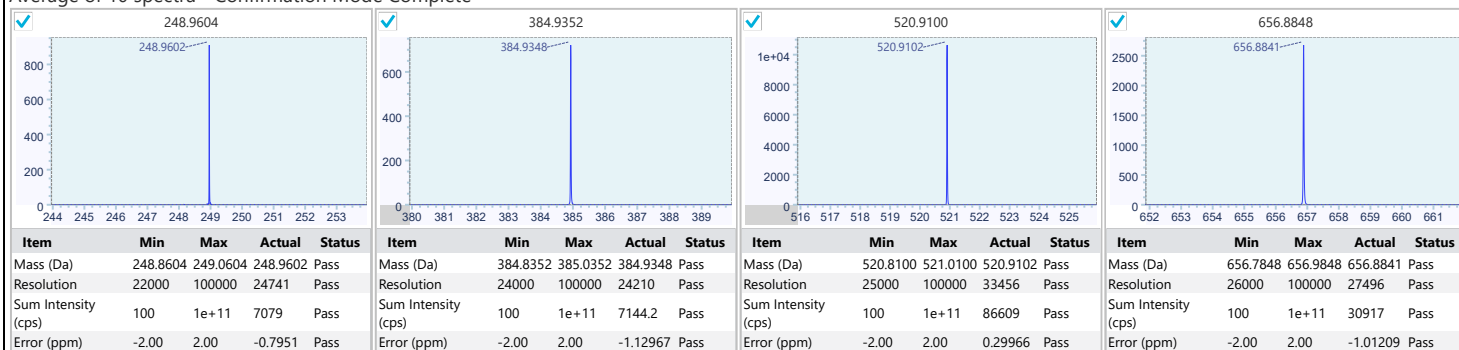 248.9604
248.9602
800
600
400
200
0
244 245 246 247 248 249 250 251 252 253
Item Min Max Actual Status
Mass (Da) 248.8604 249.0604 248.9602 Pass
Resolution 22000 100000 24741 Pass
Sum Intensity
(cps) 100 1e+11 7079 Pass
Error (ppm) -2.00 2.00 -0.7951 Pass
384.9352
384.9348
600
400
200
0
380 381 382 383 384 385 386 387 388 389
Item Min Max Actual Status
Mass (Da) 384.8352 385.0352 384.9348 Pass
Resolution 24000 100000 24210 Pass
Sum Intensity
(cps) 100 1e+11 7144.2 Pass
Error (ppm) -2.00 2.00 -1.12967 Pass
520.9100
520.9102
1e+04
8000
6000
4000
2000
0
516 517 518 519 520 521 522 523 524 525
Item Min Max Actual Status
Mass (Da) 520.8100 521.0100 520.9102 Pass
Resolution 25000 100000 33456 Pass
Sum Intensity
(cps) 100 1e+11 86609 Pass
Error (ppm) -2.00 2.00 0.29966 Pass
656.8848
656.8841
2500
2000
1500
1000
500
0
652 653 654 655 656 657 658 659 660 661
Item Min Max Actual Status
Mass (Da) 656.7848 656.9848 656.8841 Pass
Resolution 26000 100000 27496 Pass
Sum Intensity
(cps) 100 1e+11 30917 Pass
Error (ppm) -2.00 2.00 -1.01209 Pass